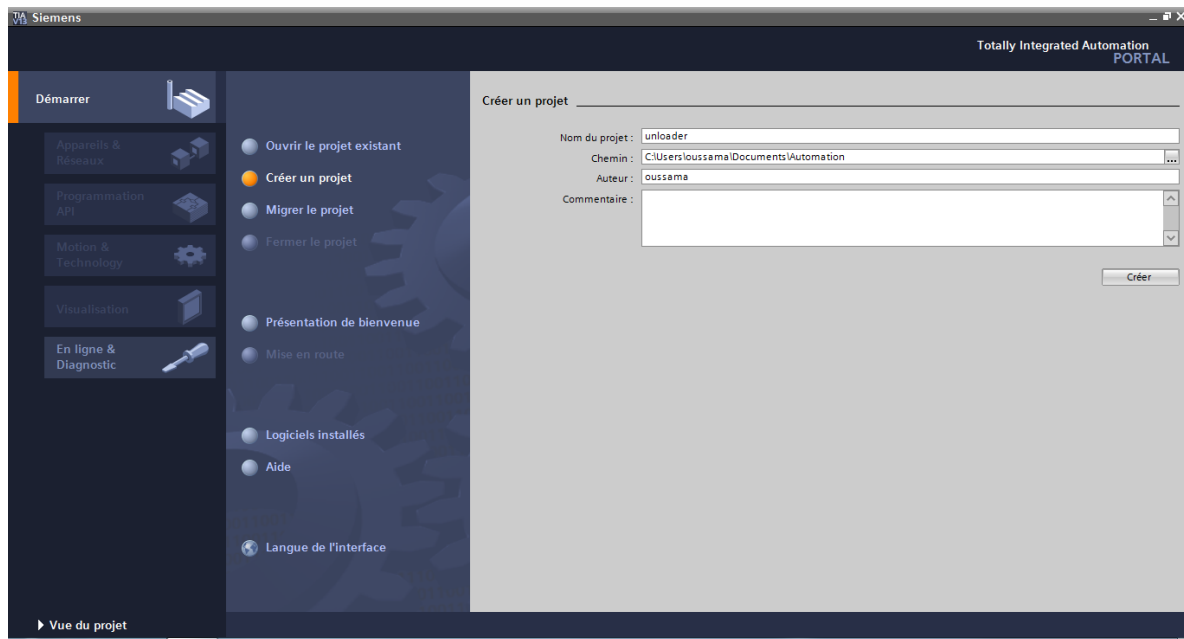 TIA V13 Siemens
Totally Integrated Automation
PORTAL
Démarrer
Appareils &
Réseaux
Programmation
API
Motion &
Technology
Visualisation
En ligne &
Diagnostic
Vue du projet
Ouvrir le projet existant
Créer un projet
Migrer le projet
Fermer le projet
Présentation de bienvenue
Mise en route
Logiciels installés
Aide
Langue de l'interface
Créer un projet
Nom du projet : unloader
Chemin : C:\Users\oussama\Documents\Automation ...
Auteur : oussama
Commentaire :
Créer